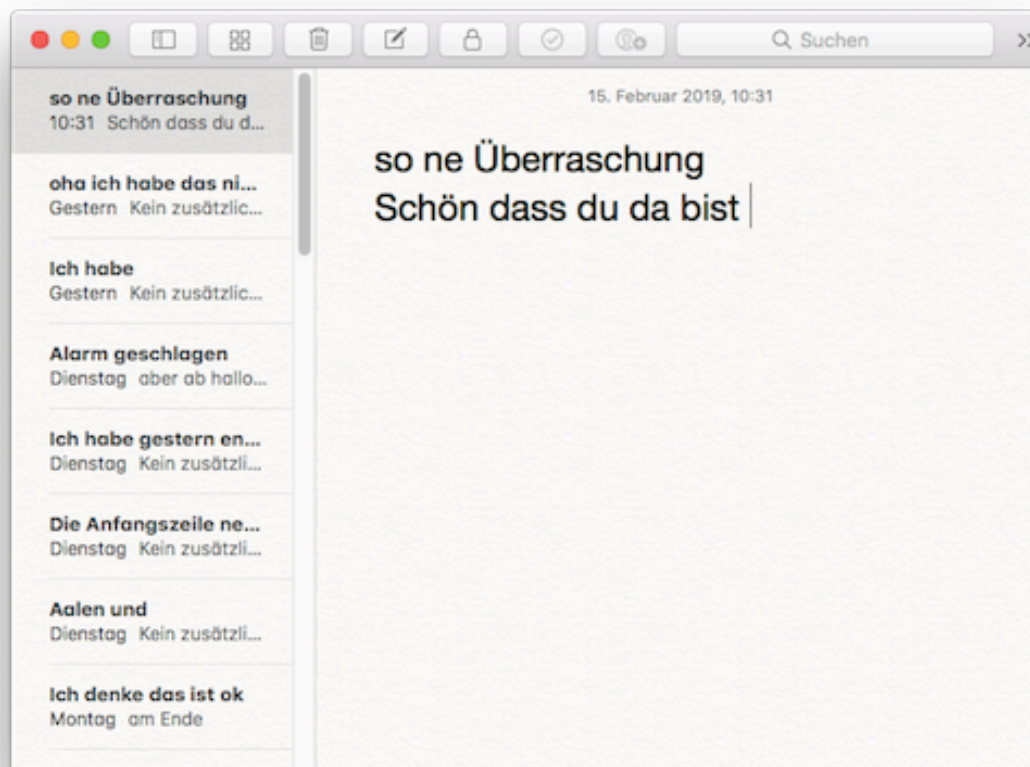 Suchen
so ne Überraschung
10:31 Schön dass du d...
oha ich habe das ni...
Gestern Kein zusätzlic...
Ich habe
Gestern Kein zusätzlic...
Alarm geschlagen
Dienstag aber ab hallo...
Ich habe gestern en...
Dienstag Kein zusätzli...
Die Anfangszeile ne...
Dienstag Kein zusätzli...
Aalen und
Dienstag Kein zusätzli...
Ich denke das ist ok
Montag am Ende
15. Februar 2019, 10:31
so ne Überraschung
Schön dass du da bist